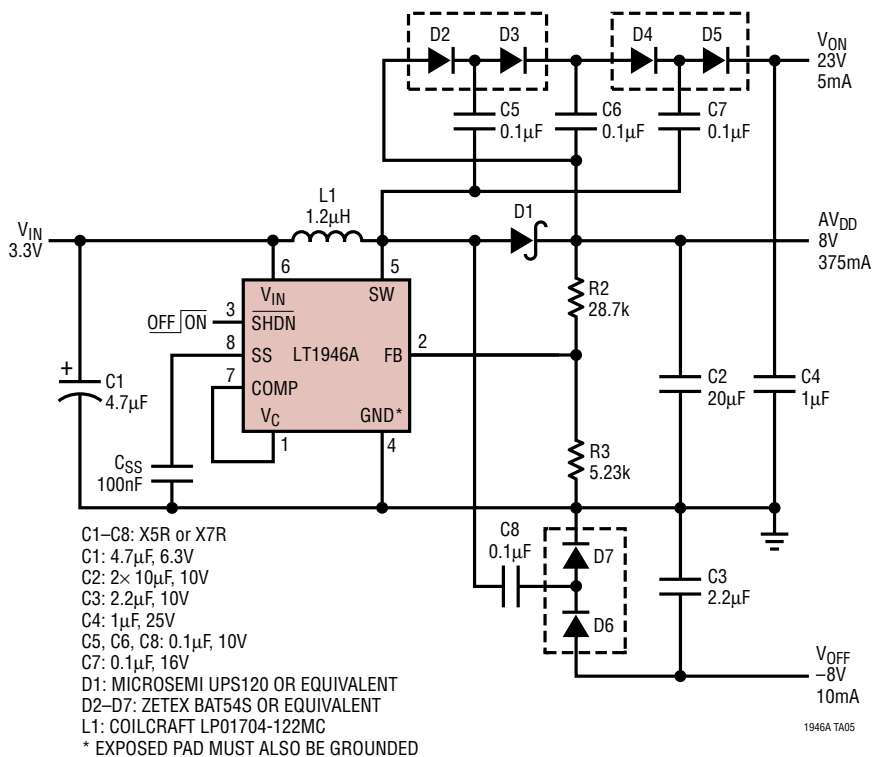 D2
D3
D4
D5
V_ON
23V
5mA
C5
0.1µF
C6
0.1µF
C7
0.1µF
L1
1.2µH
D1
V_IN
3.3V
AV_DD
8V
375mA
6
5
V_IN
SW
R2
28.7k
OFF ON
3
SHDN
8
SS
LT1946A
FB
2
7
COMP
V_C
GND*
1
4
+
C1
4.7µF
C2
20µF
C4
1µF
C_SS
100nF
R3
5.23k
C8
0.1µF
D7
D6
C3
2.2µF
C1–C8: X5R or X7R
C1: 4.7µF, 6.3V
C2: 2× 10µF, 10V
C3: 2.2µF, 10V
C4: 1µF, 25V
C5, C6, C8: 0.1µF, 10V
C7: 0.1µF, 16V
D1: MICROSEMI UPS120 OR EQUIVALENT
D2–D7: ZETEX BAT54S OR EQUIVALENT
L1: COILCRAFT LP01704-122MC
* EXPOSED PAD MUST ALSO BE GROUNDED
V_OFF
–8V
10mA
1946A TA05